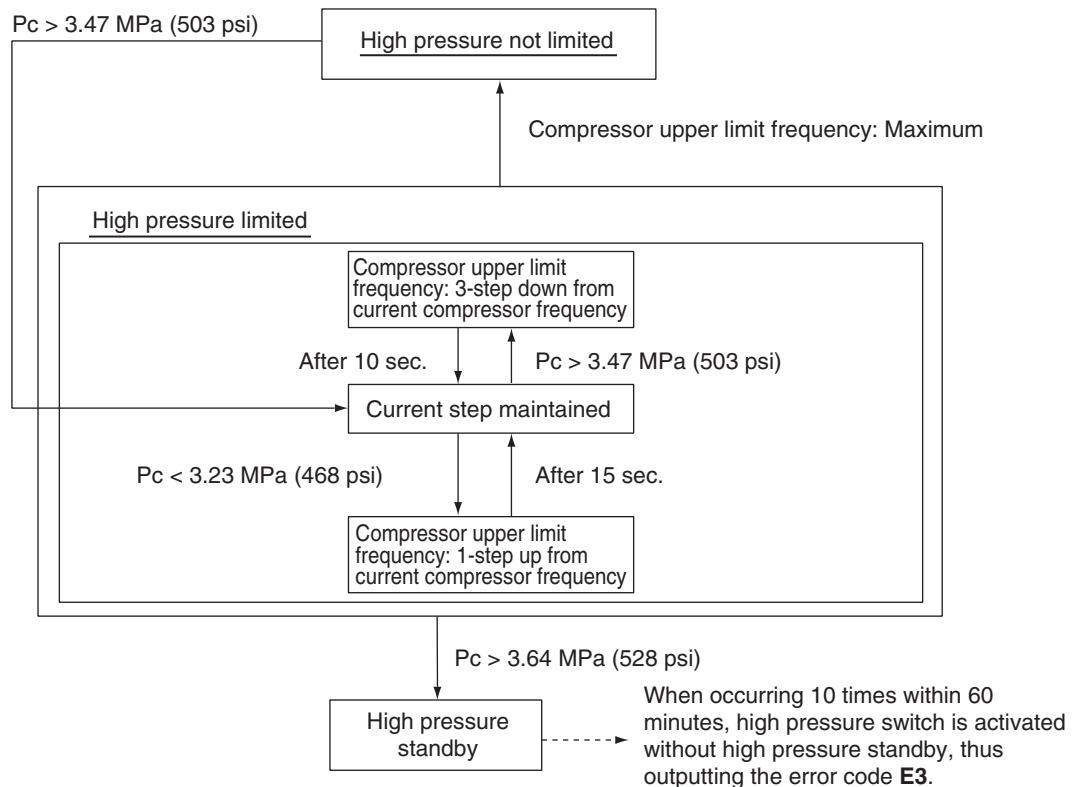 Pc > 3.47 MPa (503 psi)
High pressure not limited
Compressor upper limit frequency: Maximum
High pressure limited
Compressor upper limit
frequency: 3-step down from
current compressor frequency
After 10 sec.
Pc > 3.47 MPa (503 psi)
Current step maintained
Pc < 3.23 MPa (468 psi)
After 15 sec.
Compressor upper limit
frequency: 1-step up from
current compressor frequency
Pc > 3.64 MPa (528 psi)
High pressure
standby
When occurring 10 times within 60
minutes, high pressure switch is activated
without high pressure standby, thus
outputting the error code E3.